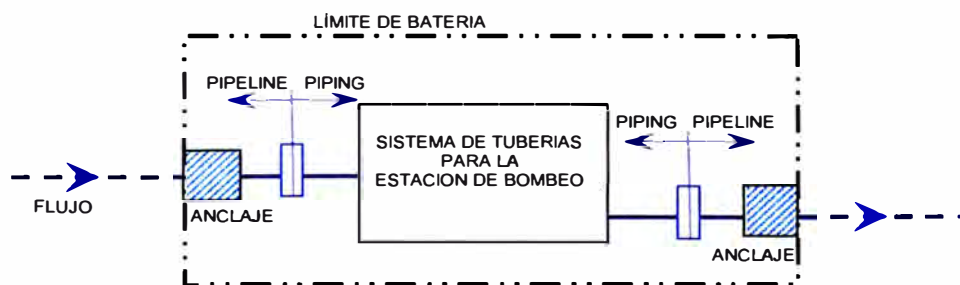 LÍMITE DE BATERIA
PIPELINE PIPING
SISTEMA DE TUBERIAS
PARA LA
ESTACION DE BOMBEO
PIPING PIPELINE
FLUJO
ANCLAJE
ANCLAJE